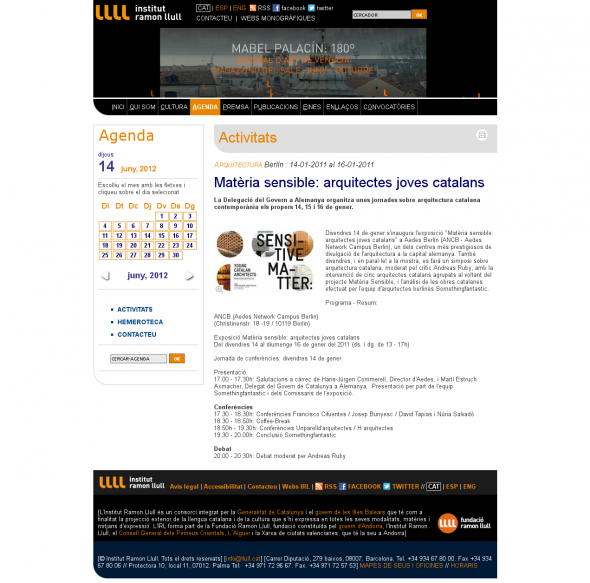 institut
ramon llull
CAT | ESP | ENG RSS facebook twitter
CONTACTEU | WEBS MONOGRÀFIQUES
CERCADOR OK
MABEL PALACÍN: 180º
INICI QUI SOM CULTURA AGENDA PREMSA PUBLICACIONS EINES ENLLAÇOS CONVOCATÒRIES
Agenda
dijous
14 juny, 2012
Escolliu el mes amb les fletxes i
cliqueu sobre el dia selecionat
Dl Dt Dc Dj Dv Ds Dg
1 2 3
4 5 6 7 8 9 10
11 12 13 14 15 16 17
18 19 20 21 22 23 24
25 26 27 28 29 30
juny, 2012
ACTIVITATS
HEMEROTECA
CONTACTEU
CERCAR-AGENDA OK
Activitats
ARQUITECTURA Berlín : 14-01-2011 al 16-01-2011
Matèria sensible: arquitectes joves catalans
La Delegació del Govern a Alemanya organitza unes jornades sobre arquitectura catalana
contemporània els propers 14, 15 i 16 de gener.
SENSI
TIVE
MATTER:
YOUNG
CATALAN
ARCHITECTS
Divendres 14 de gener s'inaugura l'exposició "Matèria sensible:
arquitectes joves catalans" a Aedes Berlín (ANCB - Aedes
Network Campus Berlin), un dels centres més prestigiosos de
divulgació de l'arquitectura a la capital alemanya. També
divendres, i en paral·lel a la mostra, es farà un simposi sobre
arquitectura catalana, moderat pel crític Andreas Ruby, amb la
intervenció de cinc arquitectes catalans agrupats al voltant del
projecte Matèria Sensible, i l'anàlisi de les obres catalanes
efectuat per l'equip d'arquitectes berlinès Somethingfantastic.
Programa - Resum:
ANCB (Aedes Network Campus Berlin)
(Christinenstr. 18 -19 / 10119 Berlin)
Exposició Matèria sensible: arquitectes joves catalans
Del divendres 14 al diumenge 16 de gener del 2011 (ds. i dg. de 13 - 17h)
Jornada de conferències: divendres 14 de gener
Presentació:
17.00 - 17.30h: Salutacions a càrrec de Hans-Jürgen Commerell, Director d'Aedes, i Martí Estruch
Axmacher, Delegat del Govern de Catalunya a Alemanya. Presentació per part de l'equip
Somethingfantastic i dels Comissaris de l'exposició.
Conferències
17.30 - 18.30h: Conferències Francisco Cifuentes / Josep Bunyesc / David Tapias i Núria Salvadó
18.30 - 18.50h: Coffee-Break
18:50h - 19.30h: Conferències Unparelld'arquitectes / H arquitectes
19.30 - 20.00h: Conclusió Somethingfantastic
Debat
20.00 - 20.30h: Debat moderat per Andreas Ruby
institut
ramon llull
Avís legal | Accessibilitat | Contacteu | Webs IRL | RSS FACEBOOK TWITTER // CAT | ESP | ENG
[L'Institut Ramon Llull és un consorci integrat per la Generalitat de Catalunya i el govern de les Illes Balears que té com a
finalitat la projecció exterior de la llengua catalana i de la cultura que s'hi expressa en totes les seves modalitats, matèries i
mitjans d'expressió. L'IRL forma part de la Fundació Ramon Llull, fundació constituïda pel govern d'Andorra, l'Institut Ramon
Llull, el Consell General dels Pirineus Orientals, L'Alguer i la Xarxa de ciutats valencianes, que té la seu a Andorra]
fundació
ramon llull
[© Institut Ramon Llull. Tots el drets reservats] [info@llull.cat] [Carrer Diputació, 279 baixos, 08007. Barcelona. Tel. +34 934 67 80 00. Fax +34 934
67 80 06 // Protectora 10, local 11, 07012. Palma Tel. +34 971 72 96 67. Fax. +34 971 72 57 53] MAPES DE SEUS I OFICINES // HORARIS